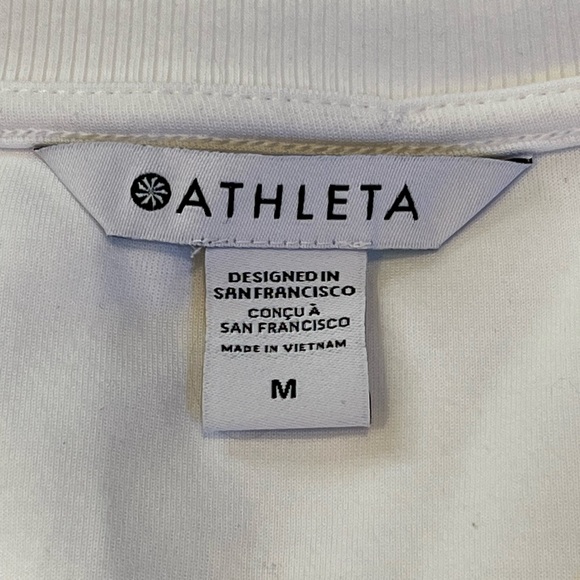 ATHLETA
DESIGNED IN
SAN FRANCISCO
CONÇU À
SAN FRANCISCO
MADE IN VIETNAM
M